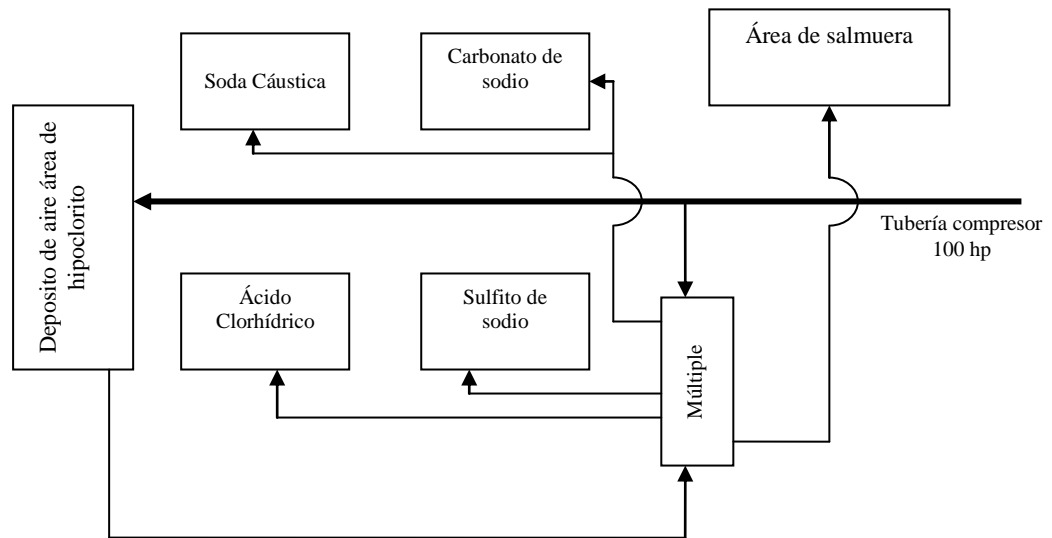 Área de salmuera
Carbonato de
sodio
Soda Cáustica
Deposito de aire área de
hipoclorito
Tubería compresor
100 hp
Ácido
Clorhídrico
Sulfito de
sodio
Múltiple